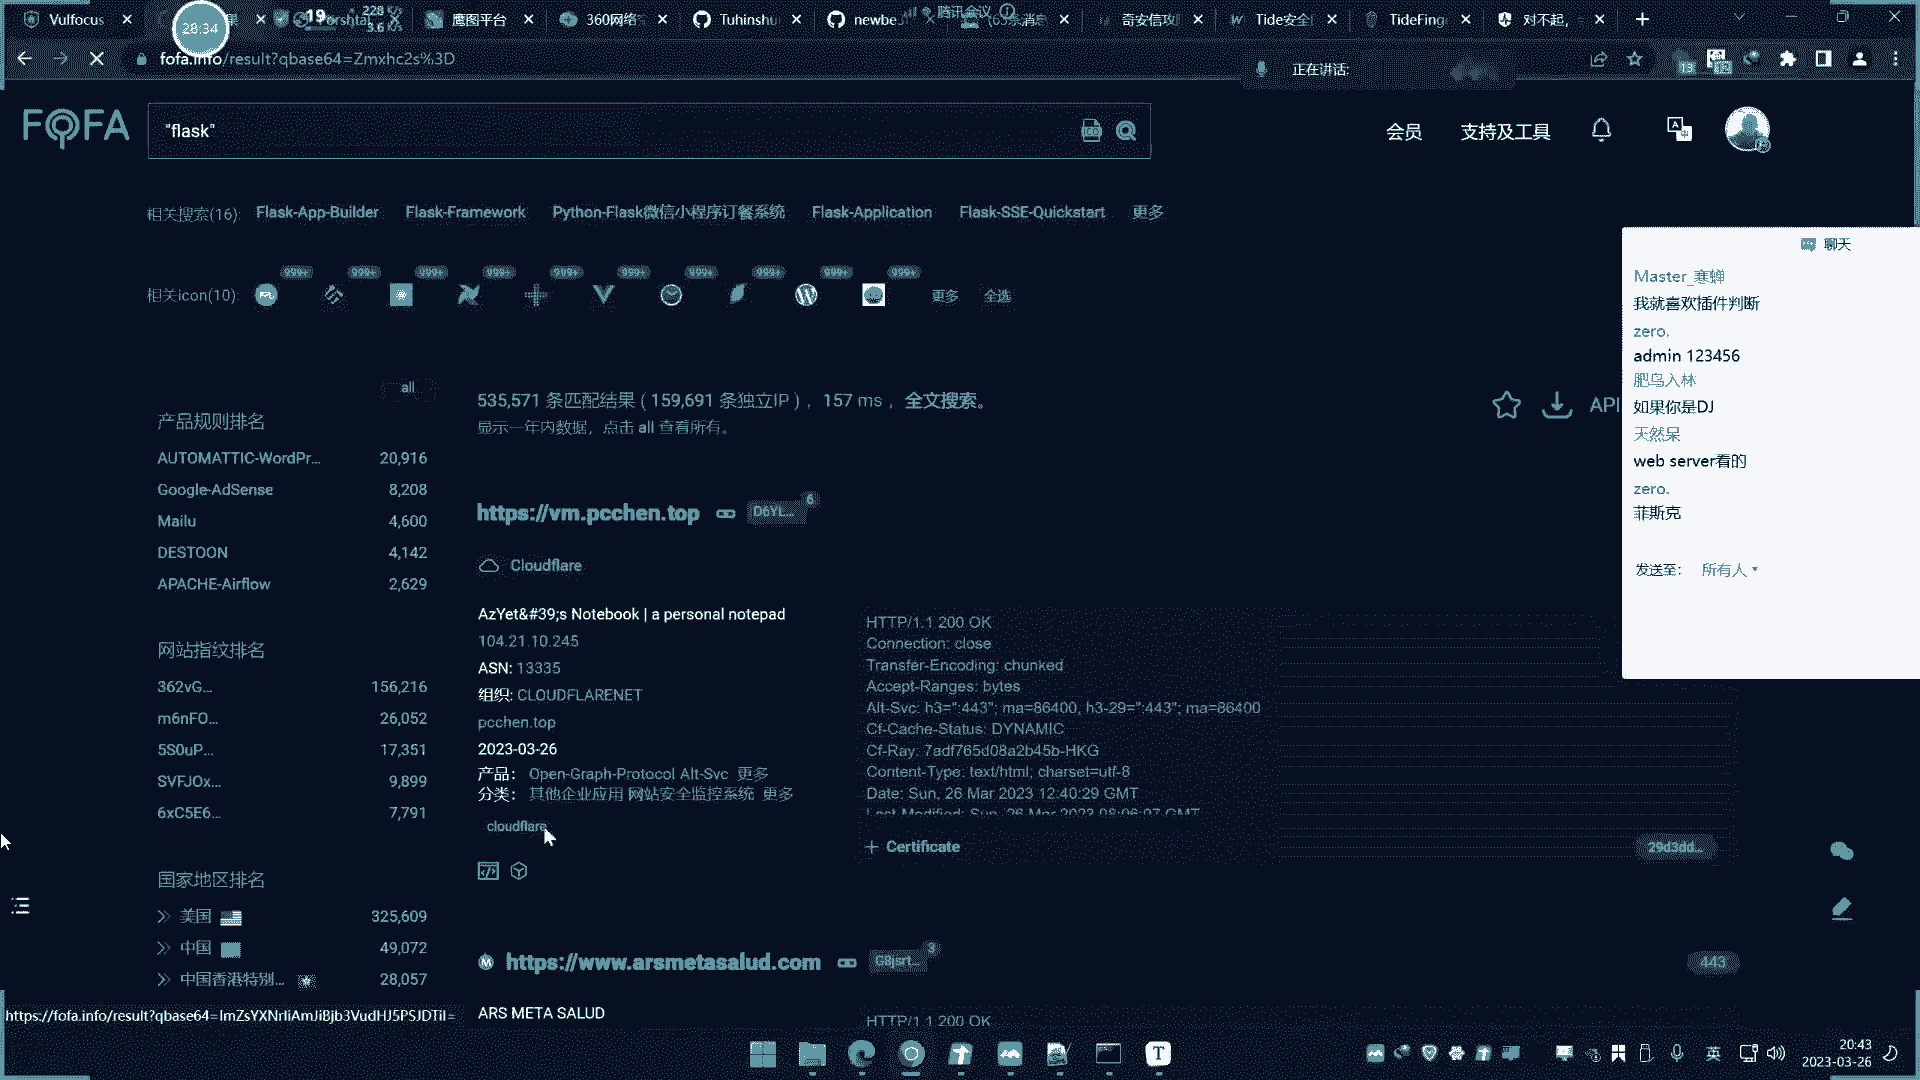 Vulfocus
鹰图平台
360网络
Tuhinshu
newbe
腾讯会议
奇安信攻
Tide安全
TideFing
对不起,
28:34
19
228 K/s
3.6 K/s
fofa.info/result?qbase64=Zmxhc2s%3D
正在讲话:
13
12
FOFA
"flask"
会员
支持及工具
相关搜索(16):
Flask-App-Builder
Flask-Framework
Python-Flask微信小程序订餐系统
Flask-Application
Flask-SSE-Quickstart
更多
999+ 999+ 999+ 999+ 999+ 999+ 999+ 999+ 999+ 999+
相关icon(10):
更多
全选
all
产品规则排名
AUTOMATTIC-WordPr... 20,916
Google-AdSense 8,208
Mailu 4,600
DESTOON 4,142
APACHE-Airflow 2,629
网站指纹排名
362vG... 156,216
m6nFO... 26,052
5S0uP... 17,351
SVFJOx... 9,899
6xC5E6... 7,791
国家地区排名
美国 325,609
中国 49,072
中国香港特别... 28,057
535,571 条匹配结果 ( 159,691 条独立IP ) ，157 ms ，全文搜索。
显示一年内数据，点击 all 查看所有。
API
https://vm.pcchen.top
D6YL...
6
Cloudflare
AzYet&#39;s Notebook | a personal notepad
104.21.10.245
ASN: 13335
组织: CLOUDFLARENET
pcchen.top
2023-03-26
产品： Open-Graph-Protocol Alt-Svc 更多
分类： 其他企业应用 网站安全监控系统 更多
cloudflare
HTTP/1.1 200 OK
Connection: close
Transfer-Encoding: chunked
Accept-Ranges: bytes
Alt-Svc: h3=":443"; ma=86400, h3-29=":443"; ma=86400
Cf-Cache-Status: DYNAMIC
Cf-Ray: 7adf765d08a2b45b-HKG
Content-Type: text/html; charset=utf-8
Date: Sun, 26 Mar 2023 12:40:29 GMT
Last-Modified: Sun, 26 Mar 2023 08:06:07 GMT
+ Certificate
29d3dd...
https://www.arsmetasalud.com
G8jsrt...
3
443
ARS META SALUD
HTTP/1.1 200 OK
聊天
Master_寒蝉
我就喜欢插件判断
zero.
admin 123456
肥鸟入林
如果你是DJ
天然呆
web server看的
zero.
菲斯克
发送至：
所有人
英
20:43
2023-03-26